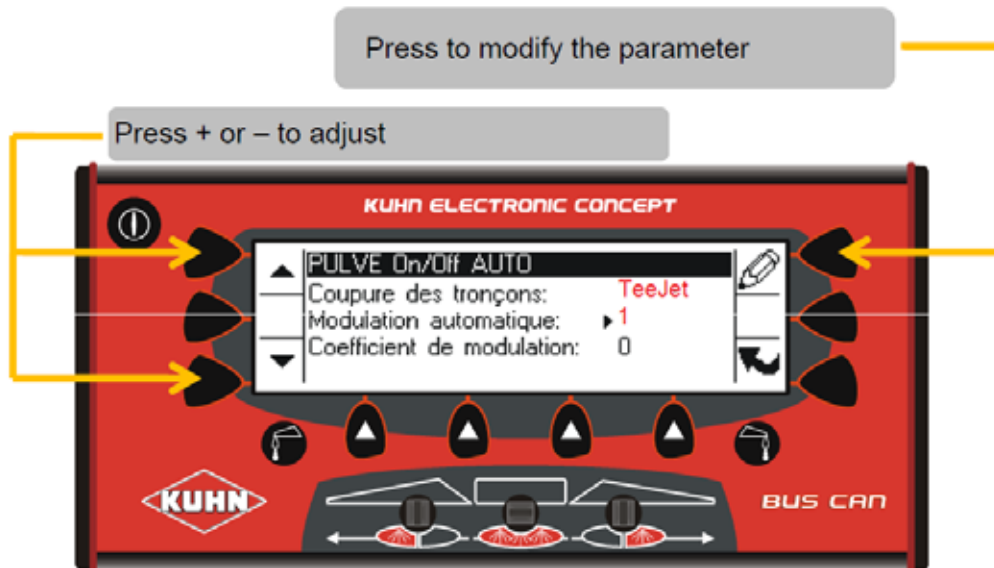 Press to modify the parameter
Press + or – to adjust
KUHN ELECTRONIC CONCEPT
PULVE On/Off AUTO
Coupure des tronçons: TeeJet
Modulation automatique: 1
Coefficient de modulation: 0
KUHN
BUS CAN